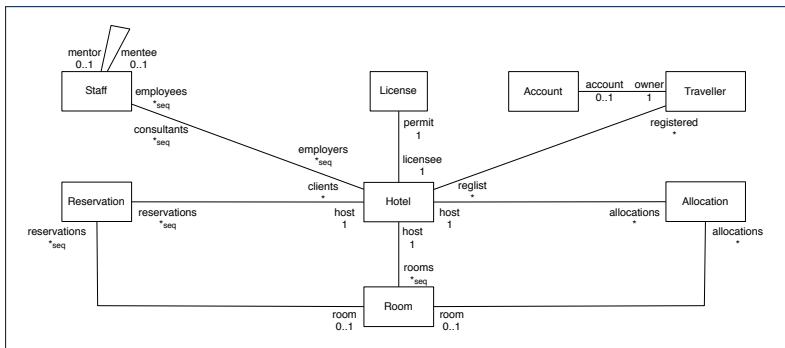 mentor
0..1
mentee
0..1
Staff
employees
*seq
consultants
*seq
License
permit
1
licensee
1
Account
account
0..1
owner
1
Traveller
registered
*
employers
*seq
clients
*
reglist
*
Reservation
reservations
*seq
reservations
*seq
host
1
Hotel
host
1
host
1
Allocation
allocations
*
allocations
*
rooms
*seq
Room
room
0..1
room
0..1